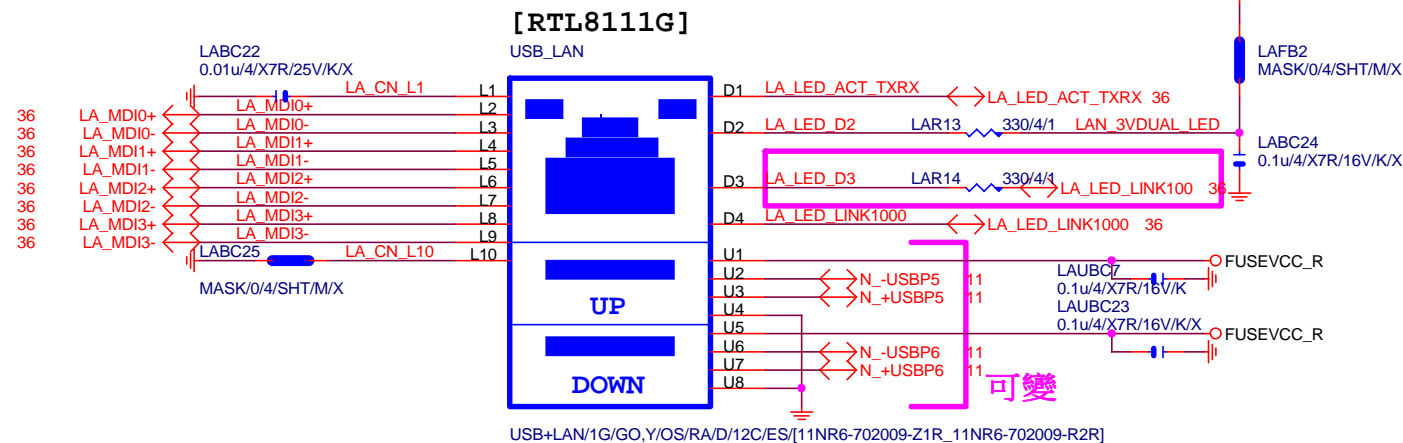 [RTL8111G]
USB_LAN
LABC22
0.01u/4/X7R/25V/K/X
LAFB2
MASK/0/4/SHT/M/X
LA_CN_L1 L1
D1 LA_LED_ACT_TXRX LA_LED_ACT_TXRX 36
36 LA_MDI0+ LA_MDI0+ L2
36 LA_MDI0- LA_MDI0- L3
D2 LA_LED_D2 LAR13 330/4/1 LAN_3VDUAL_LED
LABC24
0.1u/4/X7R/16V/K/X
36 LA_MDI1+ LA_MDI1+ L4
36 LA_MDI1- LA_MDI1- L5
36 LA_MDI2+ LA_MDI2+ L6
D3 LA_LED_D3 LAR14 330/4/1 LA_LED_LINK100 36
36 LA_MDI2- LA_MDI2- L7
36 LA_MDI3+ LA_MDI3+ L8
D4 LA_LED_LINK1000 LA_LED_LINK1000 36
36 LA_MDI3- LA_MDI3- L9
LABC25 LA_CN_L10 L10
MASK/0/4/SHT/M/X
U1 FUSEVCC_R
U2 N_-USBP5 11
U3 N_+USBP5 11
LAUBC7
0.1u/4/X7R/16V/K
UP
U4
LAUBC23
0.1u/4/X7R/16V/K/X
U5 FUSEVCC_R
U6 N_-USBP6 11
U7 N_+USBP6 11
DOWN
U8
可變
USB+LAN/1G/GO,Y/OS/RA/D/12C/ES/[11NR6-702009-Z1R_11NR6-702009-R2R]